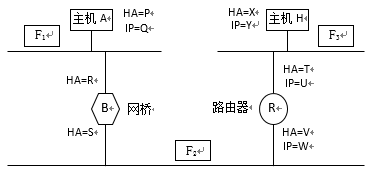 F₁↵
主机 A↵
HA=P
IP=Q↵
HA=X
IP=Y↵
主机 H↵
F₃↵
HA=R↵
B↵
网桥↵
HA=S↵
HA=T
IP=U↵
路由器↵
R↵
HA=V
IP=W↵
F₂↵